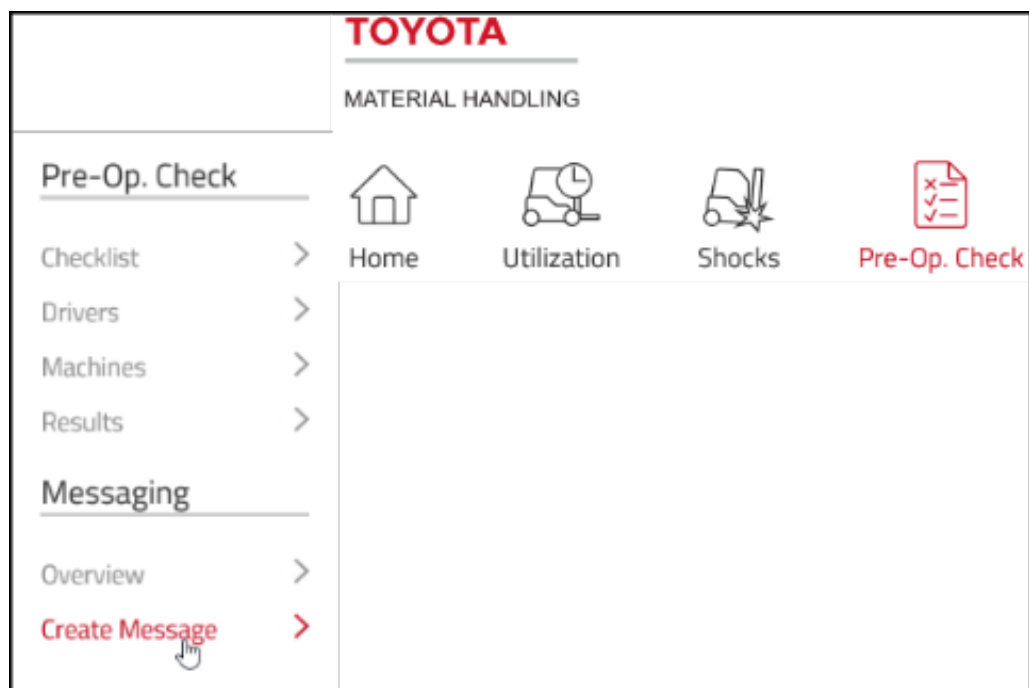 TOYOTA
MATERIAL HANDLING
Pre-Op. Check
Checklist
Drivers
Machines
Results
Messaging
Overview
Create Message
Home
Utilization
Shocks
Pre-Op. Check